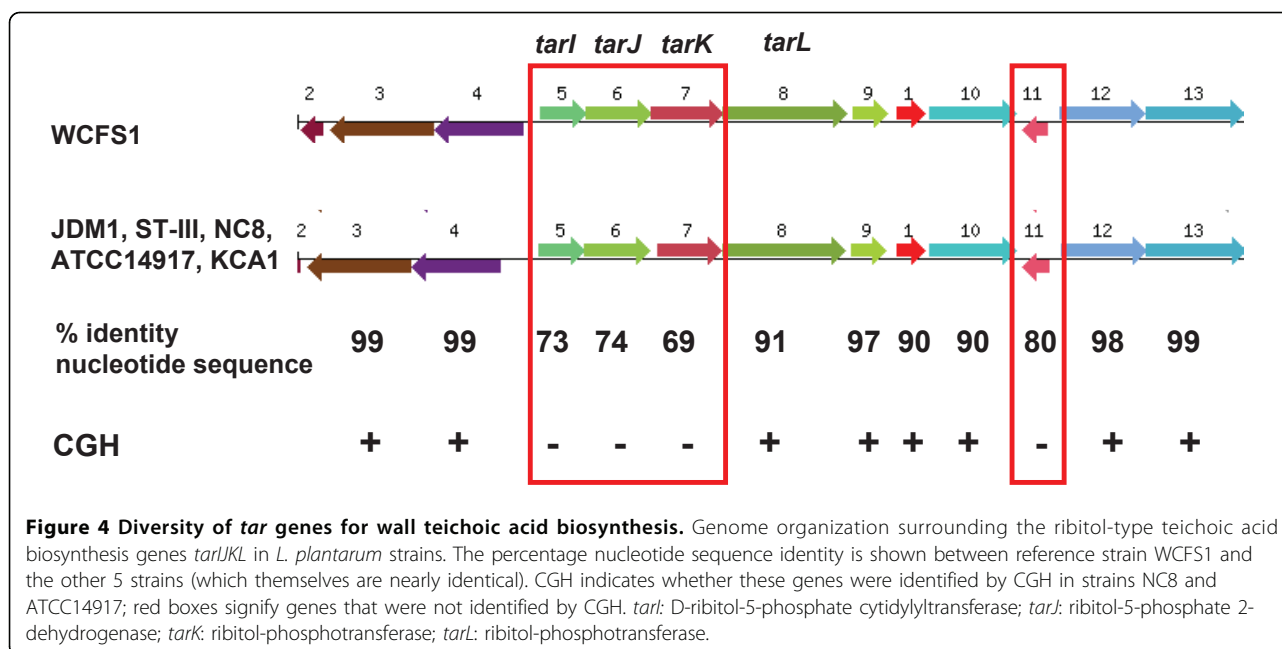 tarI tarJ tarK tarL
2 3 4 5 6 7 8 9 1 10 11 12 13
WCFS1
JDM1, ST-III, NC8,
ATCC14917, KCA1
2 3 4 5 6 7 8 9 1 10 11 12 13
% identity
nucleotide sequence
99 99 73 74 69 91 97 90 90 80 98 99
CGH + + - - - + + + + - + +
Figure 4 Diversity of tar genes for wall teichoic acid biosynthesis. Genome organization surrounding the ribitol-type teichoic acid
biosynthesis genes tarIJKL in L. plantarum strains. The percentage nucleotide sequence identity is shown between reference strain WCFS1 and
the other 5 strains (which themselves are nearly identical). CGH indicates whether these genes were identified by CGH in strains NC8 and
ATCC14917; red boxes signify genes that were not identified by CGH. tarI: D-ribitol-5-phosphate cytidylyltransferase; tarJ: ribitol-5-phosphate 2-
dehydrogenase; tarK: ribitol-phosphotransferase; tarL: ribitol-phosphotransferase.